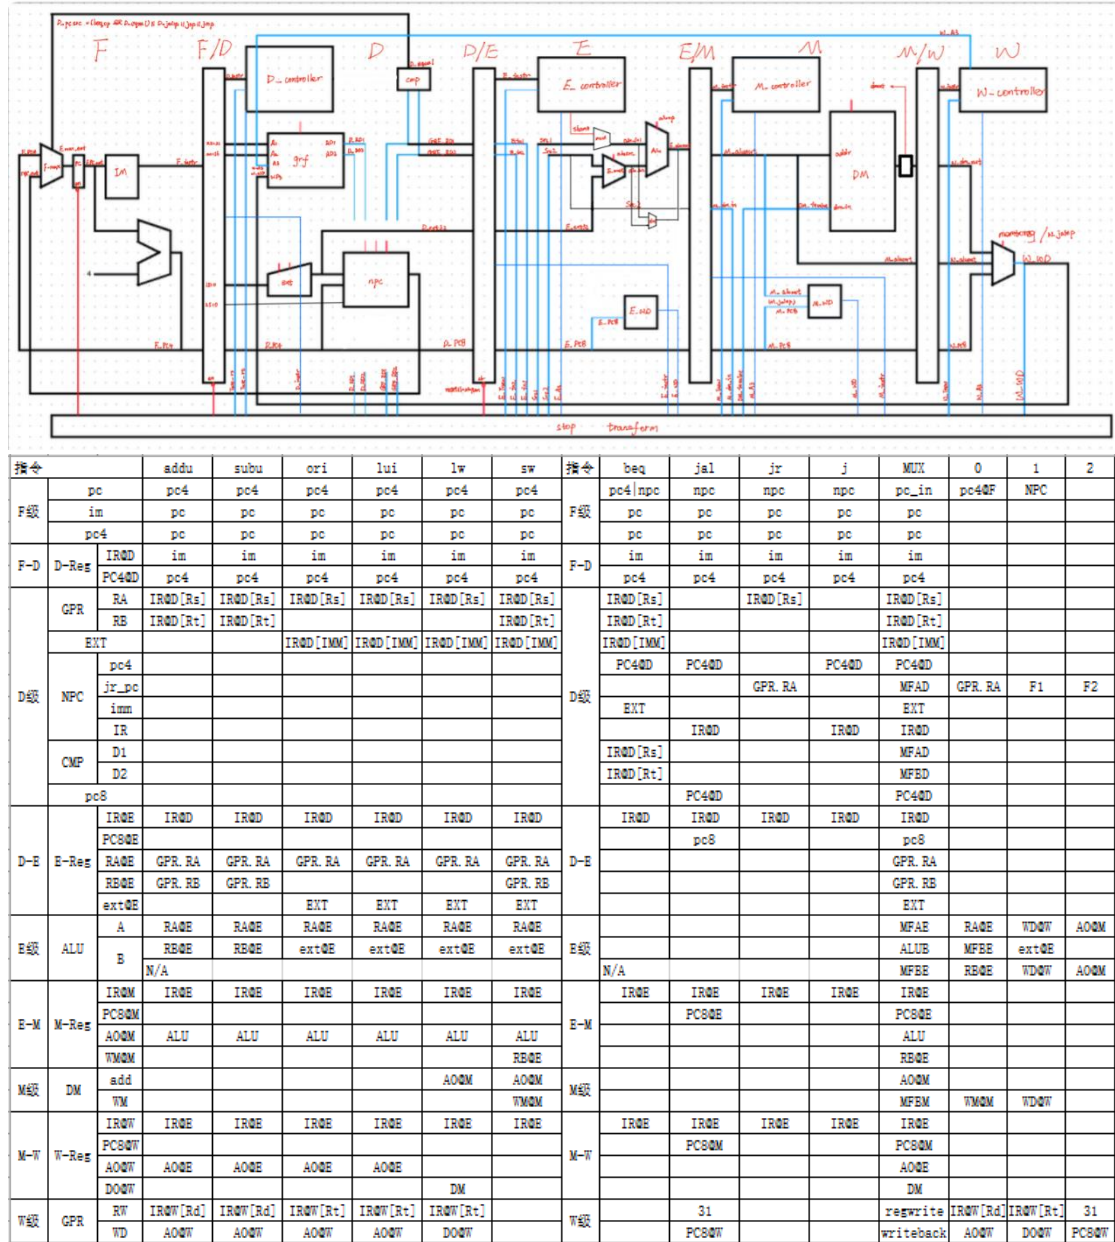 F F/D D D/E E E/M M M/W W
D_controller
E_controller
M_controller
W_controller
cmp
IM
grf
ext
npc
4
DM
addr
E_WD
M_WD
W_WD
F_PC4
D_PC4
D_PC8
E_PC8
M_PC8
stop transform
指令 addu subu ori lui lw sw 指令 beq jal jr j MUX 0 1 2
F级 pc pc4 pc4 pc4 pc4 pc4 pc4 F级 pc4|npc npc npc npc pc_in pc4@F NPC
im pc pc pc pc pc pc pc pc pc pc pc
pc4 pc pc pc pc pc pc pc pc pc pc pc
F-D D-Reg IR@D im im im im im im F-D im im im im im
PC4@D pc4 pc4 pc4 pc4 pc4 pc4 pc4 pc4 pc4 pc4 pc4
D级 GPR RA IR@D[Rs] IR@D[Rs] IR@D[Rs] IR@D[Rs] IR@D[Rs] IR@D[Rs] D级 IR@D[Rs] IR@D[Rs] IR@D[Rs]
RB IR@D[Rt] IR@D[Rt] IR@D[Rt] IR@D[Rt] IR@D[Rt]
EXT IR@D[IMM] IR@D[IMM] IR@D[IMM] IR@D[IMM] IR@D[IMM] IR@D[IMM]
NPC pc4 PC4@D PC4@D PC4@D PC4@D
jr_pc GPR.RA MFAD GPR.RA F1 F2
imm EXT EXT
IR IR@D IR@D IR@D
CMP D1 IR@D[Rs] MFAD
D2 IR@D[Rt] MFBD
pc8 PC4@D PC4@D
D-E E-Reg IR@E IR@D IR@D IR@D IR@D IR@D IR@D D-E IR@D IR@D IR@D IR@D IR@D
PC8@E pc8 pc8
RA@E GPR.RA GPR.RA GPR.RA GPR.RA GPR.RA GPR.RA GPR.RA
RB@E GPR.RB GPR.RB GPR.RB GPR.RB
ext@E EXT EXT EXT EXT EXT
E级 ALU A RA@E RA@E RA@E RA@E RA@E RA@E E级 MFAE RA@E WD@W AO@M
B RB@E RB@E ext@E ext@E ext@E ext@E ALUB MFBE ext@E
N/A N/A MFBE RB@E WD@W AO@M
E-M M-Reg IR@M IR@E IR@E IR@E IR@E IR@E IR@E E-M IR@E IR@E IR@E IR@E IR@E
PC8@M PC8@E PC8@E
AO@M ALU ALU ALU ALU ALU ALU ALU
WM@M RB@E RB@E
M级 DM add AO@M AO@M M级 AO@M
WM WM@M MFBM WM@M WD@W
M-W W-Reg IR@W IR@E IR@E IR@E IR@E IR@E IR@E M-W IR@E IR@E IR@E IR@E IR@E
PC8@W PC8@M PC8@M
AO@W AO@E AO@E AO@E AO@E AO@E
DO@W DM DM
W级 GPR RW IR@W[Rd] IR@W[Rd] IR@W[Rt] IR@W[Rt] IR@W[Rt] W级 31 regwrite IR@W[Rd] IR@W[Rt] 31
WD AO@W AO@W AO@W AO@W DO@W PC8@W writeback AO@W DO@W PC8@W